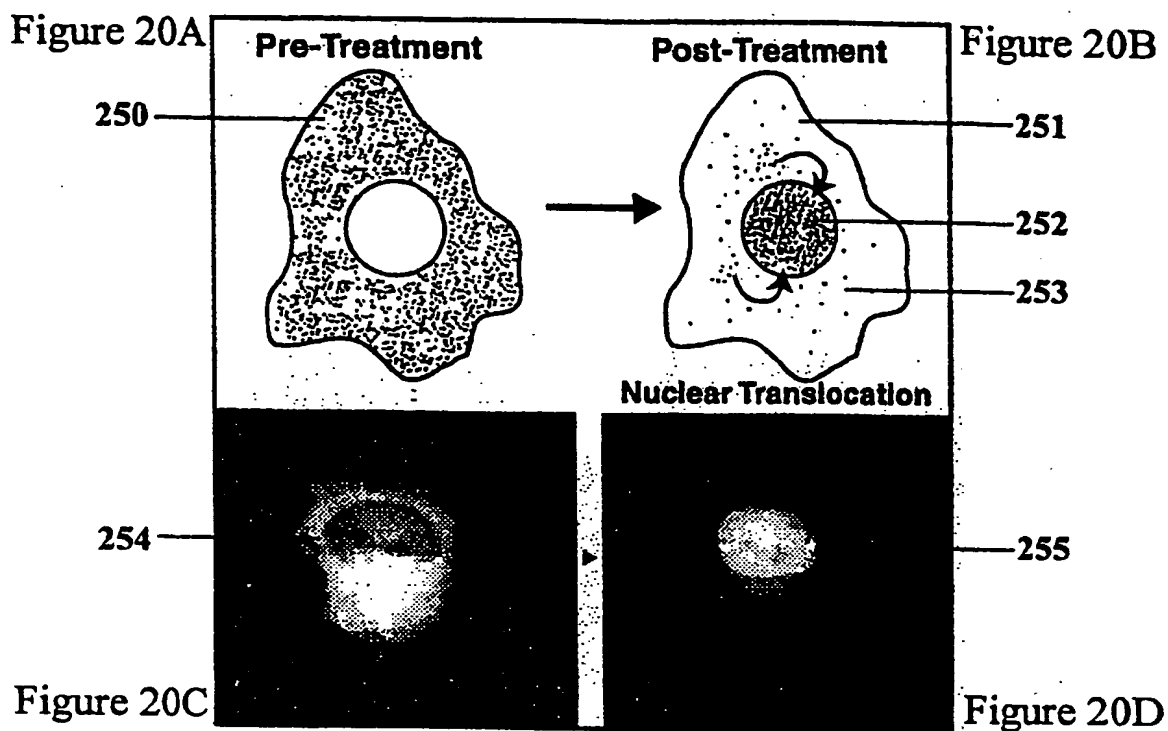 Figure 20A
Pre-Treatment
Post-Treatment
Figure 20B
250
251
252
253
Nuclear Translocation
254
255
Figure 20C
Figure 20D